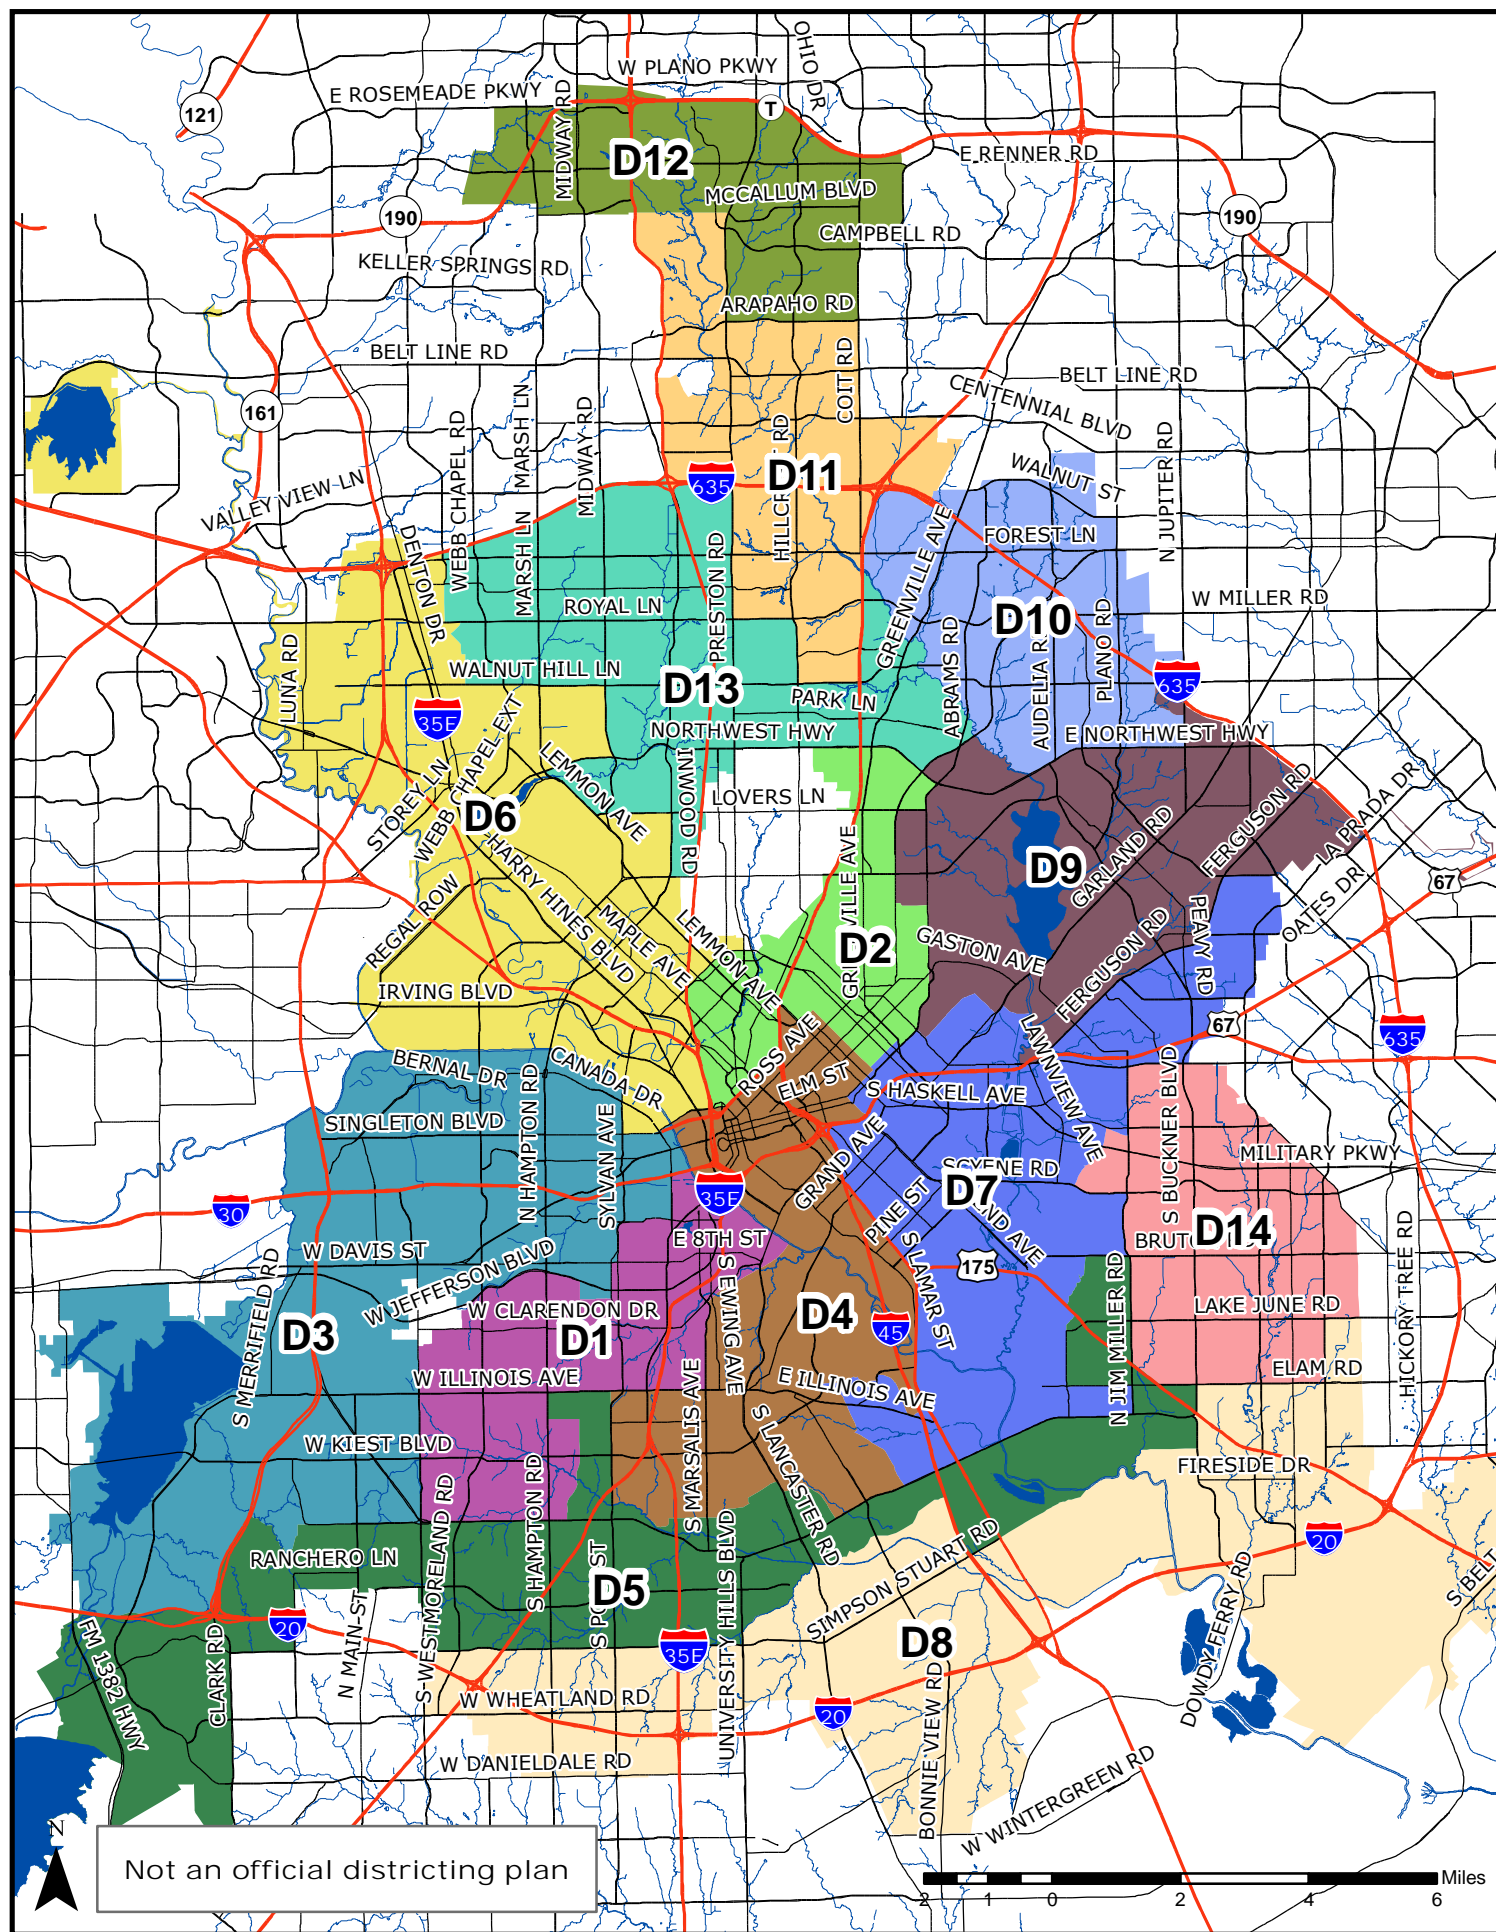 W PLANO PKWY
OHIO DR
E ROSEMEADE PKWY
MIDWAY RD
121
T
D12
E RENNER RD
MCCALLUM BLVD
190
190
CAMPBELL RD
KELLER SPRINGS RD
ARAPAHO RD
BELT LINE RD
COIT RD
BELT LINE RD
CENTENNIAL BLVD
161
MARSH LN
MIDWAY RD
WEBB CHAPEL RD
N JUPITER RD
D11
635
WALNUT ST
VALLEY VIEW LN
MARSH LN
DENTON DR
GREENVILLE AVE
FOREST LN
PRESTON RD
ROYAL LN
W MILLER RD
D10
PLANO RD
ABRAMS RD
LUNA RD
WALNUT HILL LN
D13
PARK LN
635
35E
NORTHWEST HWY
E NORTHWEST HWY
WEBB CHAPEL EXT
STOREY LN
LEMMON AVE
INWOOD RD
LOVERS LN
D6
FERGUSON RD
LA PRADA DR
HARRY HINES BLVD
GARLAND RD
D9
67
REGAL ROW
MAPLE AVE
LEMMON AVE
D2
GASTON AVE
FERGUSON RD
PEAVY RD
OATES DR
IRVING BLVD
67
635
ROSS AVE
LAWNVIEW AVE
BERNAL DR
CANADA DR
ELM ST
S HASKELL AVE
S BUCKNER BLVD
SINGLETON BLVD
N HAMPTON RD
SYLVAN AVE
GRAND AVE
SCYENE RD
MILITARY PKWY
30
35E
D7
PINE ST
W DAVIS ST
E 8TH ST
D14
W JEFFERSON BLVD
S MERRIFIELD RD
S EWING AVE
S LAMAR ST
175
N JIM MILLER RD
W CLARENDON DR
LAKE JUNE RD
HICKORY TREE RD
D3
D1
D4
45
W ILLINOIS AVE
E ILLINOIS AVE
ELAM RD
S MARSALIS AVE
S LANCASTER RD
W KIEST BLVD
FIRESIDE DR
S HAMPTON RD
S WESTMORELAND RD
RANCHERO LN
SIMPSON STUART RD
20
S BELT
D5
UNIVERSITY HILLS BLVD
DOWDY FERRY RD
20
N MAIN ST
CLARK RD
FM 1382 HWY
35E
D8
W WHEATLAND RD
20
BONNIE VIEW RD
W DANIELDALE RD
W WINTERGREEN RD
N
Not an official districting plan
Miles
2 1 0 2 4 6